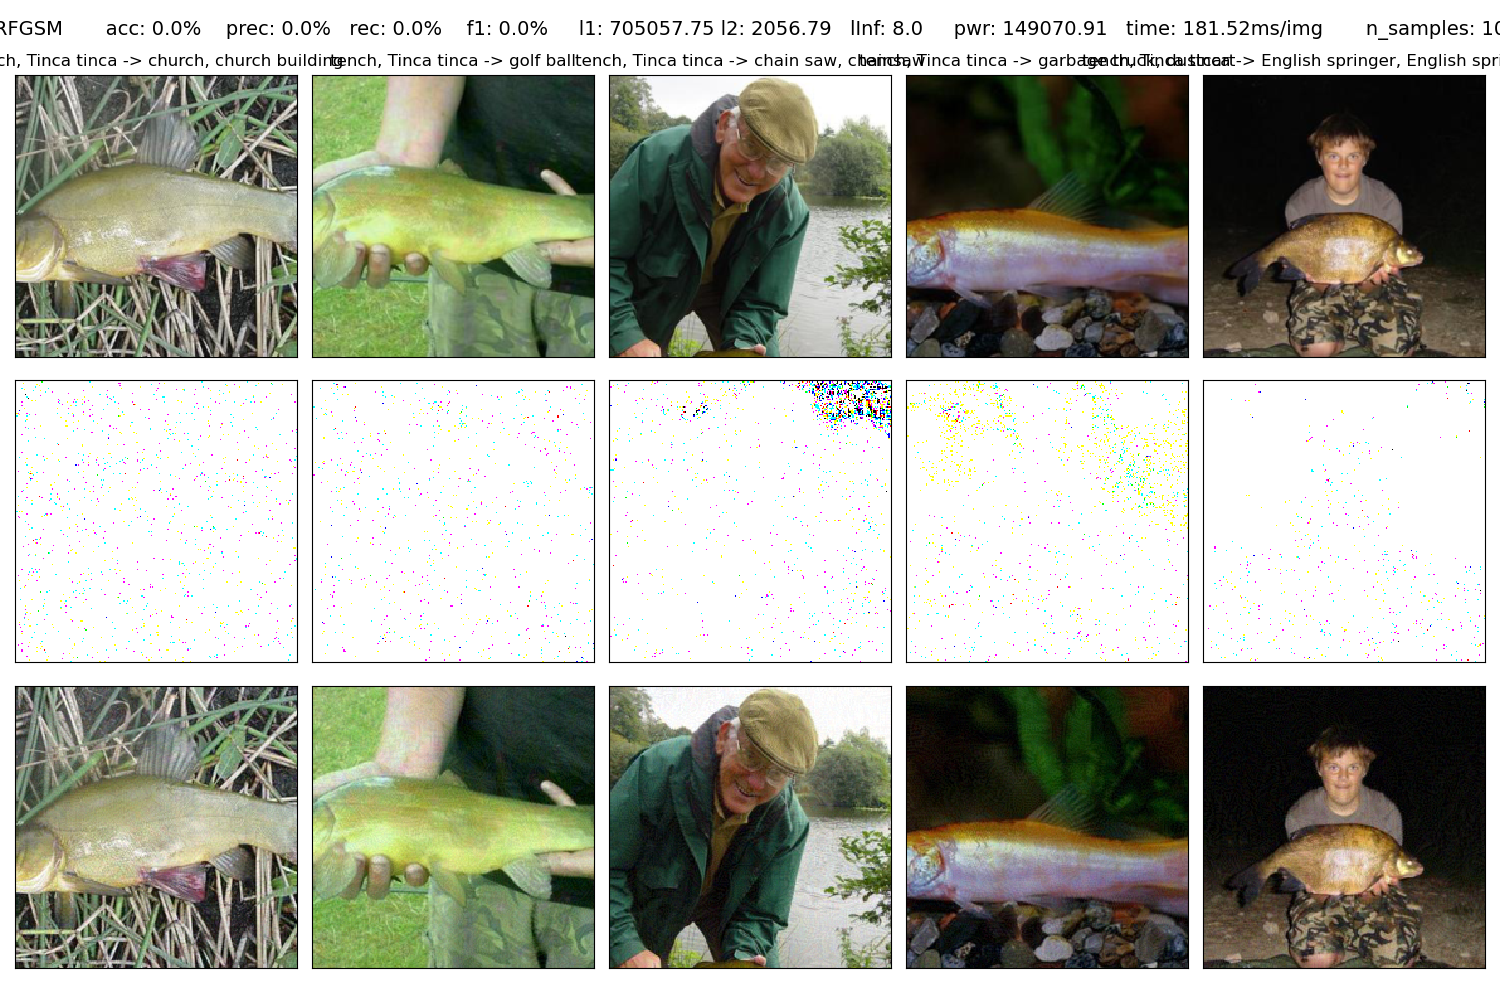 RFGSM acc: 0.0% prec: 0.0% rec: 0.0% f1: 0.0% l1: 705057.75 l2: 2056.79 lInf: 8.0 pwr: 149070.91 time: 181.52ms/img n_samples: 10
ch, Tinca tinca -> church, church building tench, Tinca tinca -> golf ball tench, Tinca tinca -> chain saw, chainsaw tench, Tinca tinca -> garbage truck, dustcart tench, Tinca tinca -> English springer, English spri